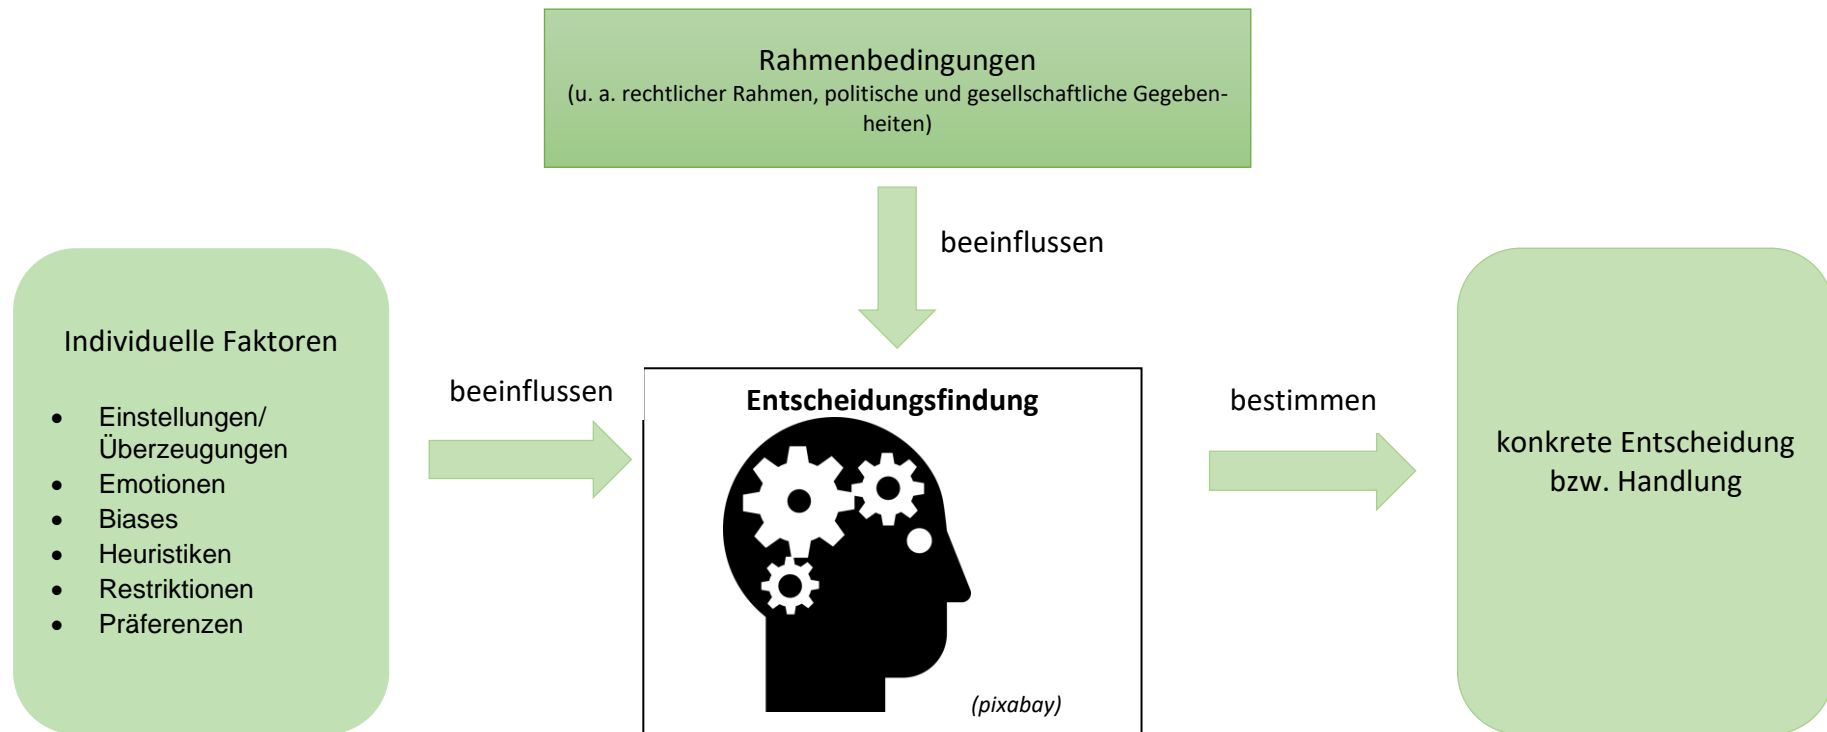 Rahmenbedingungen
(u. a. rechtlicher Rahmen, politische und gesellschaftliche Gegeben-
heiten)
beeinflussen
Individuelle Faktoren
• Einstellungen/
Überzeugungen
• Emotionen
• Biases
• Heuristiken
• Restriktionen
• Präferenzen
beeinflussen
Entscheidungsfindung
(pixabay)
bestimmen
konkrete Entscheidung
bzw. Handlung